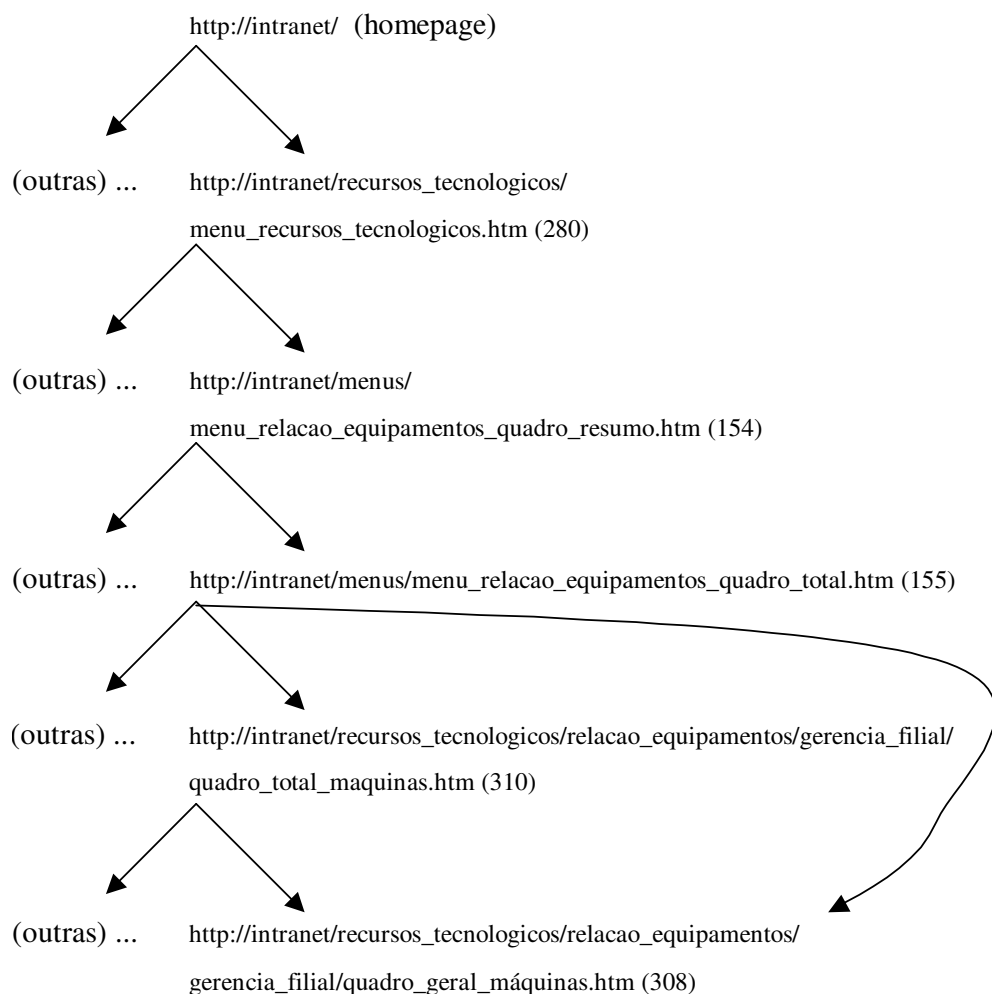 http://intranet/ (homepage)
(outras) ... http://intranet/recursos_tecnologicos/
menu_recursos_tecnologicos.htm (280)
(outras) ... http://intranet/menus/
menu_relacao_equipamentos_quadro_resumo.htm (154)
(outras) ... http://intranet/menus/menu_relacao_equipamentos_quadro_total.htm (155)
(outras) ... http://intranet/recursos_tecnologicos/relacao_equipamentos/gerencia_filial/
quadro_total_maquinas.htm (310)
(outras) ... http://intranet/recursos_tecnologicos/relacao_equipamentos/
gerencia_filial/quadro_geral_máquinas.htm (308)